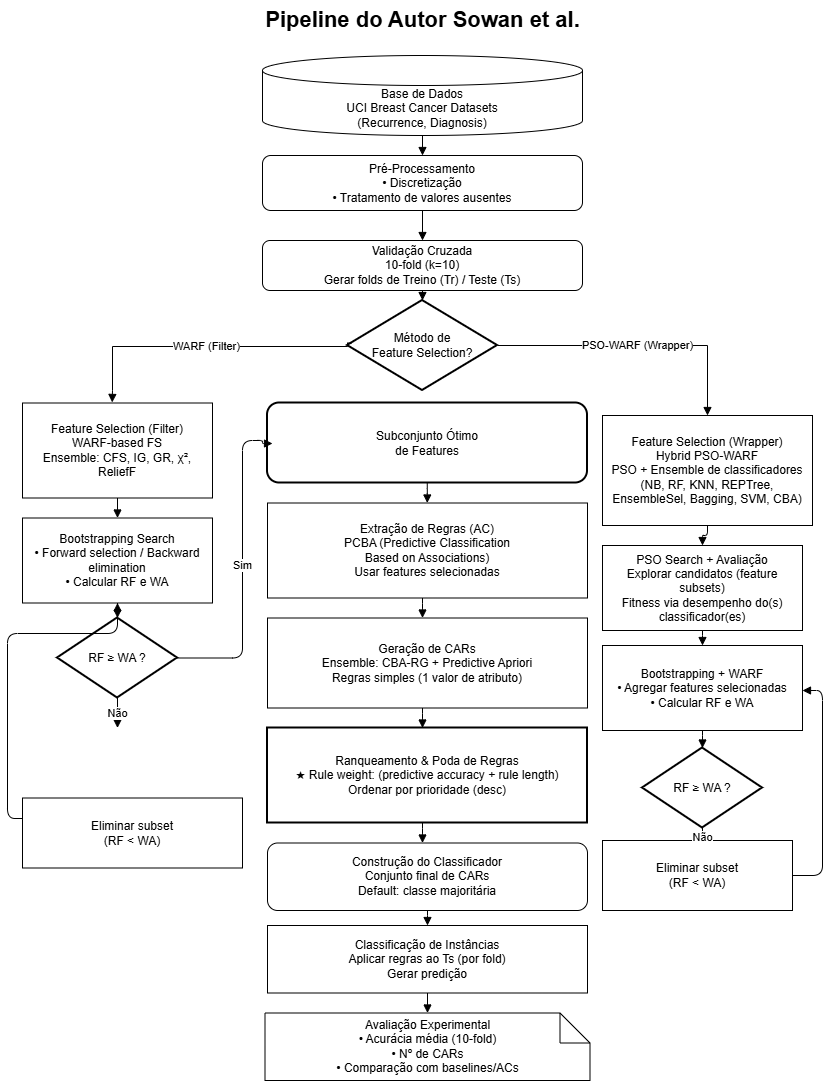 Pipeline do Autor Sowan et al.
Base de Dados
UCI Breast Cancer Datasets
(Recurrence, Diagnosis)
Pré-Processamento
• Discretização
• Tratamento de valores ausentes
Validação Cruzada
10-fold (k=10)
Gerar folds de Treino (Tr) / Teste (Ts)
Método de
Feature Selection?
WARF (Filter)
PSO-WARF (Wrapper)
Feature Selection (Filter)
WARF-based FS
Ensemble: CFS, IG, GR, χ²,
ReliefF
Bootstrapping Search
• Forward selection / Backward
elimination
• Calcular RF e WA
RF ≥ WA ?
Sim
Não
Eliminar subset
(RF < WA)
Subconjunto Ótimo
de Features
Extração de Regras (AC)
PCBA (Predictive Classification
Based on Associations)
Usar features selecionadas
Geração de CARs
Ensemble: CBA-RG + Predictive Apriori
Regras simples (1 valor de atributo)
Ranqueamento & Poda de Regras
★ Rule weight: (predictive accuracy + rule length)
Ordenar por prioridade (desc)
Construção do Classificador
Conjunto final de CARs
Default: classe majoritária
Classificação de Instâncias
Aplicar regras ao Ts (por fold)
Gerar predição
Avaliação Experimental
• Acurácia média (10-fold)
• Nº de CARs
• Comparação com baselines/ACs
Feature Selection (Wrapper)
Hybrid PSO-WARF
PSO + Ensemble de classificadores
(NB, RF, KNN, REPTree,
EnsembleSel, Bagging, SVM, CBA)
PSO Search + Avaliação
Explorar candidatos (feature
subsets)
Fitness via desempenho do(s)
classificador(es)
Bootstrapping + WARF
• Agregar features selecionadas
• Calcular RF e WA
RF ≥ WA ?
Não
Eliminar subset
(RF < WA)